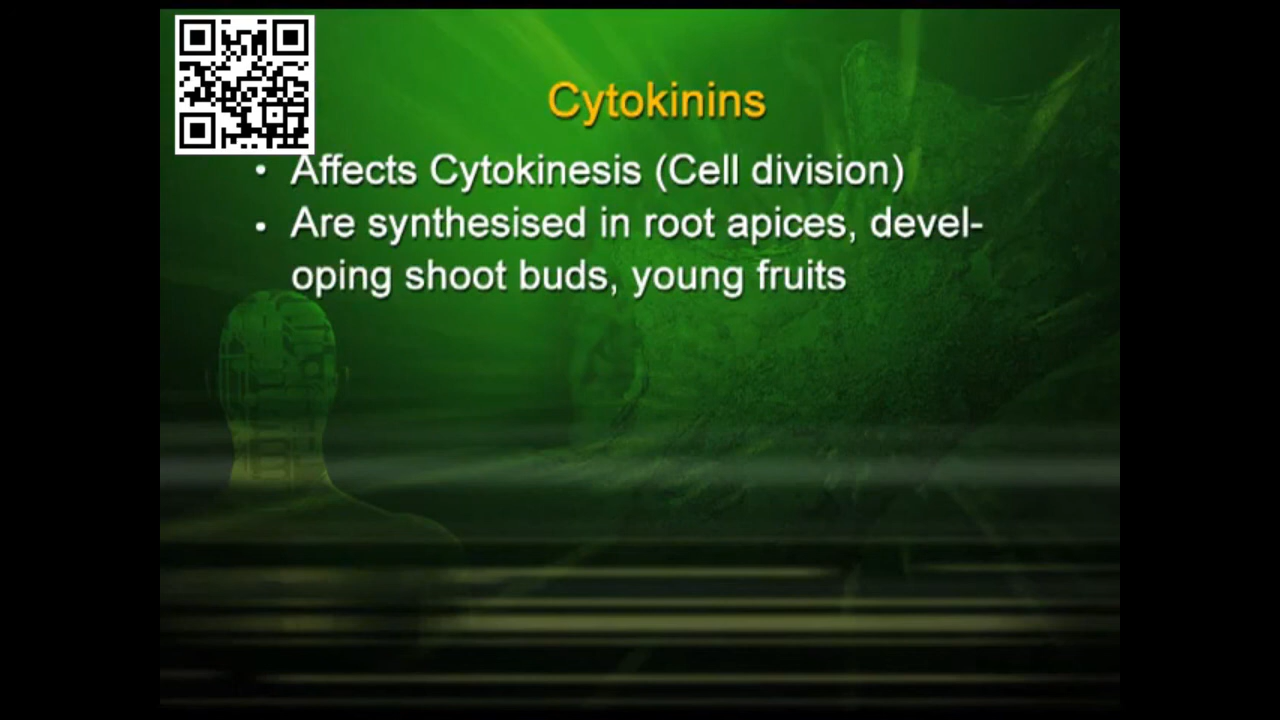 Cytokinins
• Affects Cytokinesis (Cell division)
• Are synthesised in root apices, devel-
oping shoot buds, young fruits